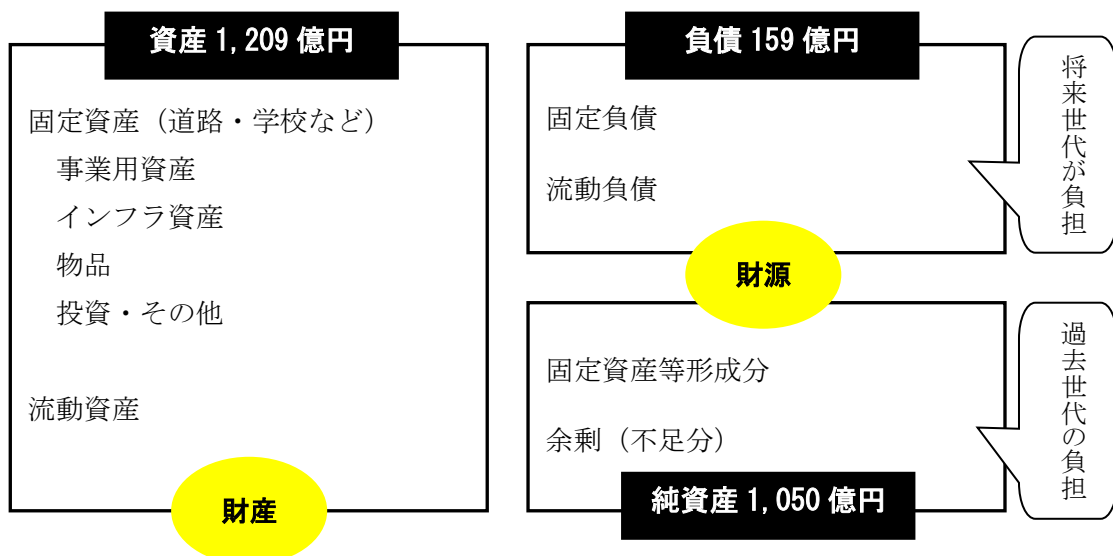 資産 1,209 億円
固定資産（道路・学校など）
事業用資産
インフラ資産
物品
投資・その他
流動資産
財産
負債 159 億円
固定負債
流動負債
将来世代が負担
財源
固定資産等形成分
余剰（不足分）
純資産 1,050 億円
過去世代の負担